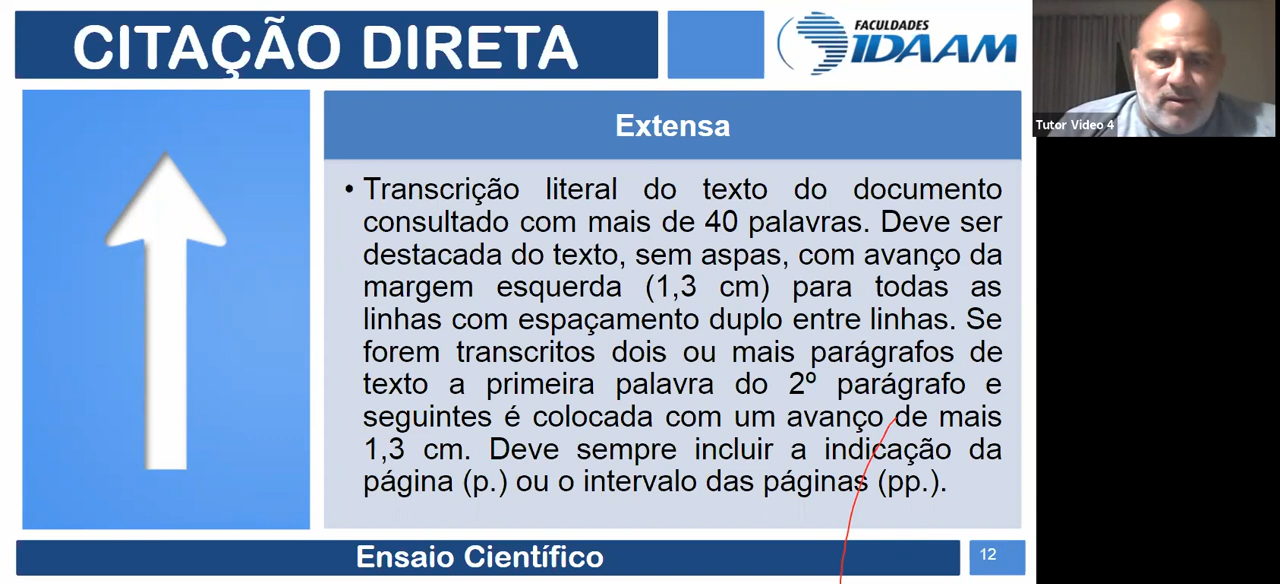 CITAÇÃO DIRETA
FACULDADES
IDAAM
Tutor Video 4
Extensa
• Transcrição literal do texto do documento
consultado com mais de 40 palavras. Deve ser
destacada do texto, sem aspas, com avanço da
margem esquerda (1,3 cm) para todas as
linhas com espaçamento duplo entre linhas. Se
forem transcritos dois ou mais parágrafos de
texto a primeira palavra do 2º parágrafo e
seguintes é colocada com um avanço de mais
1,3 cm. Deve sempre incluir a indicação da
página (p.) ou o intervalo das páginas (pp.).
Ensaio Científico
12